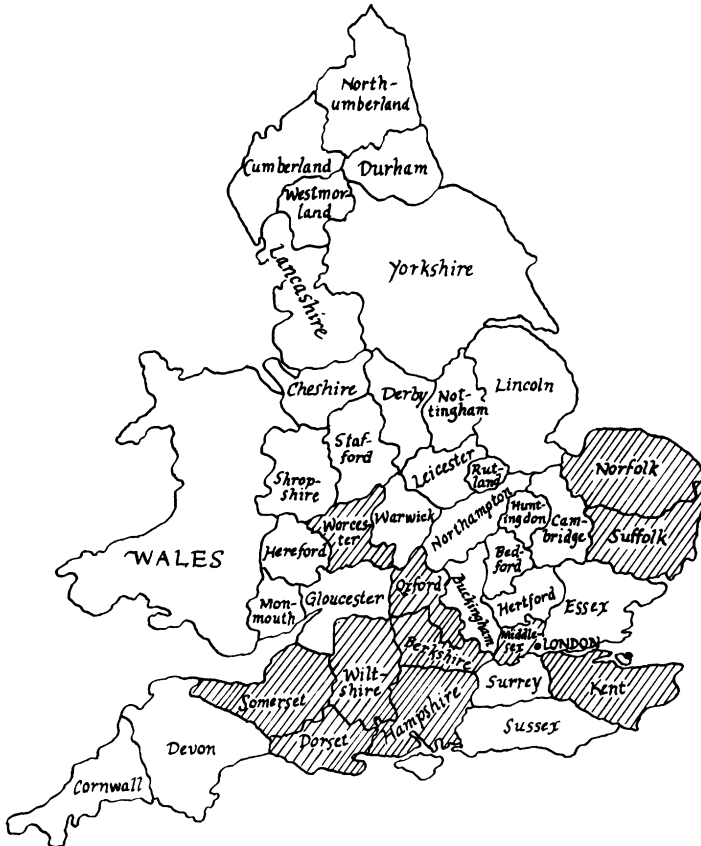 North-
umberland
Cumberland
Durham
Westmor-
land
Lancashire
Yorkshire
Cheshire
Derby
Not-
tingham
Lincoln
Staf-
ford
Shrop-
shire
Leicester
Rut-
land
Norfolk
Worces-
ter
Warwick
Northampton
Hunt-
ingdon
Cam-
bridge
Suffolk
WALES
Hereford
Bed-
ford
Mon-
mouth
Gloucester
Oxford
Buckingham
Hertford
Essex
Middle-
sex
LONDON
Berkshire
Somerset
Wilt-
shire
Hampshire
Surrey
Kent
Sussex
Dorset
Devon
Cornwall